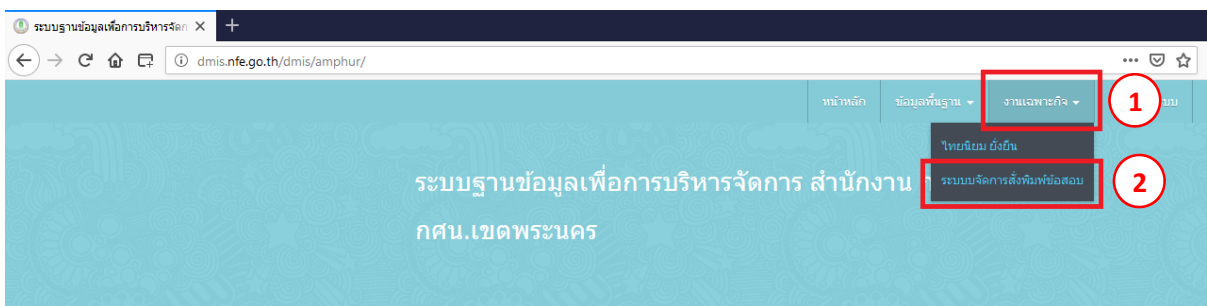 ระบบฐานข้อมูลเพื่อการบริหารจัดก
dmis.nfe.go.th/dmis/amphur/
หน้าหลัก ข้อมูลพื้นฐาน งานเฉพาะกิจ 1
ไทยนิยม ยั่งยืน
ระบบฐานข้อมูลเพื่อการบริหารจัดการ สำนักงาน ระบบบจัดการสั่งพิมพ์ข้อสอบ 2
กศน.เขตพระนคร